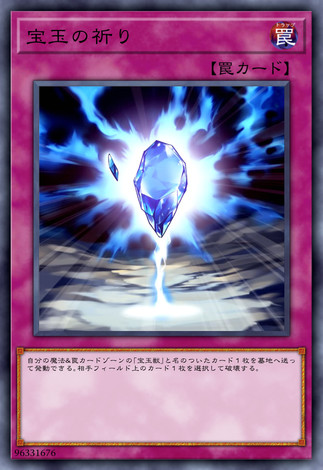 宝玉の祈り
トラップ
罠
【罠カード】
自分の魔法&罠カードゾーンの「宝玉獣」と名のついたカード1枚を墓地へ送っ
て発動できる。相手フィールド上のカード1枚を選択して破壊する。
96331676